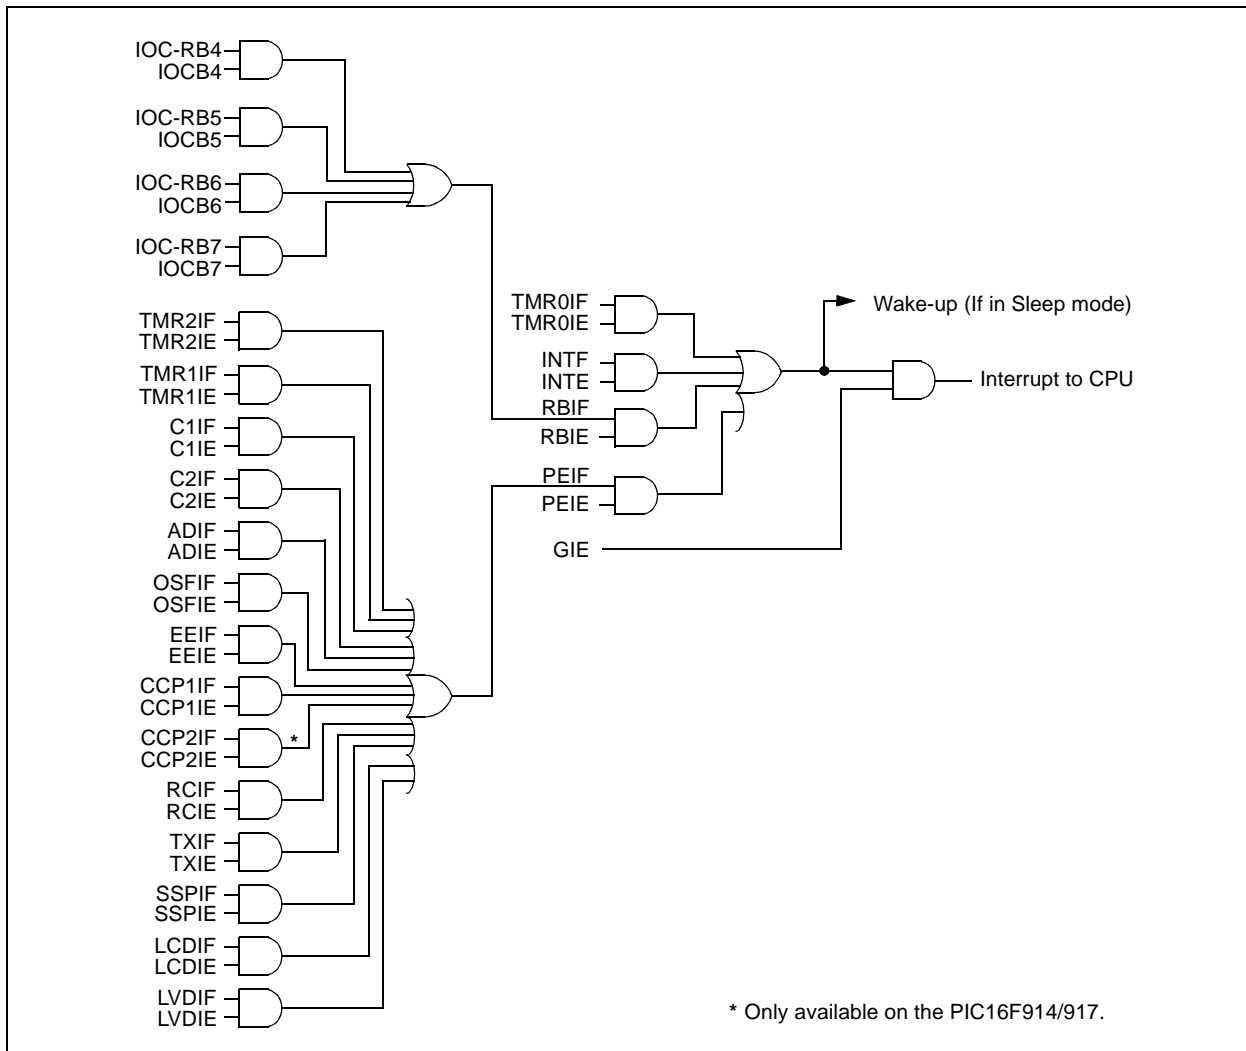 IOC-RB4
IOCB4
IOC-RB5
IOCB5
IOC-RB6
IOCB6
IOC-RB7
IOCB7
TMR2IF
TMR2IE
TMR1IF
TMR1IE
C1IF
C1IE
C2IF
C2IE
ADIF
ADIE
OSFIF
OSFIE
EEIF
EEIE
CCP1IF
CCP1IE
CCP2IF
CCP2IE
*
RCIF
RCIE
TXIF
TXIE
SSPIF
SSPIE
LCDIF
LCDIE
LVDIF
LVDIE
TMR0IF
TMR0IE
INTF
INTE
RBIF
RBIE
PEIF
PEIE
GIE
Wake-up (If in Sleep mode)
Interrupt to CPU
* Only available on the PIC16F914/917.